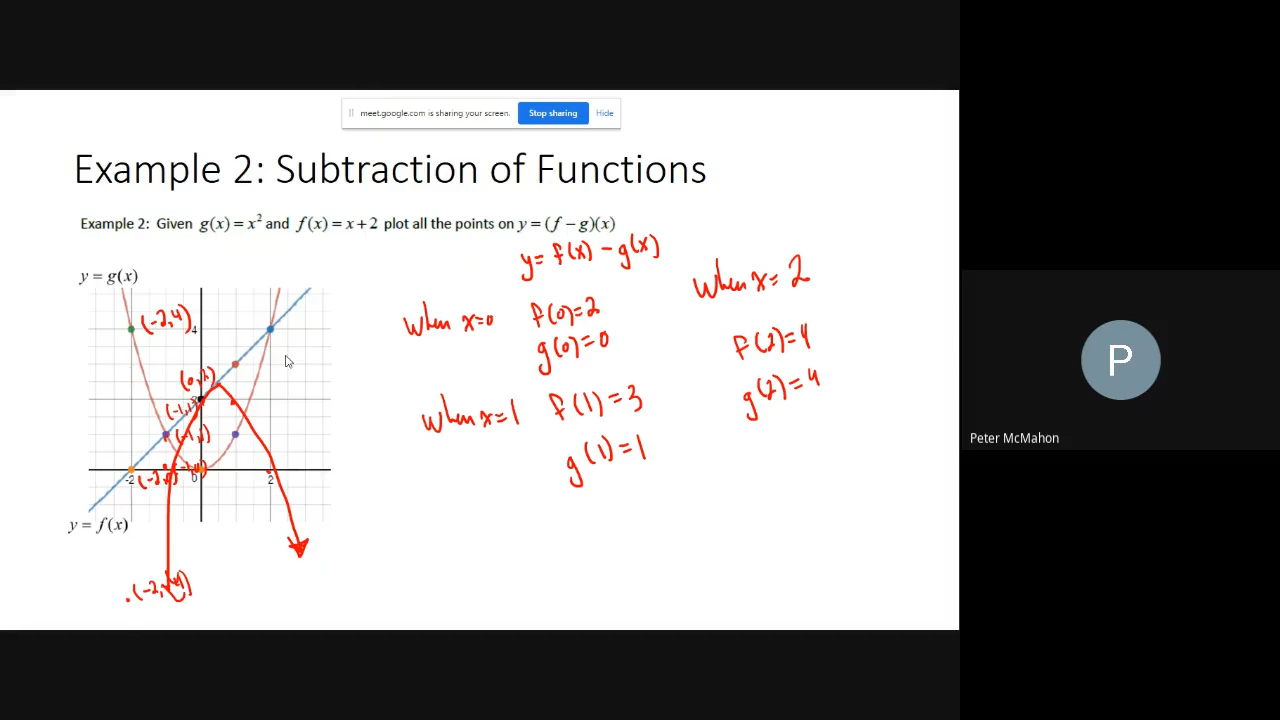 meet.google.com is sharing your screen. Stop sharing Hide
Example 2: Subtraction of Functions
Example 2: Given g(x) = x² and f(x) = x + 2 plot all the points on y = (f − g)(x)
y = f(x) − g(x)
y = g(x)
(-2,4)
4
(0,2)
(-1,1)
-2
0
2
y = f(x)
when x=0 f(0)=2
g(0)=0
when x=1 f(1)=3
g(1)=1
when x= 2
f(2)=4
g(2)=4
P
Peter McMahon